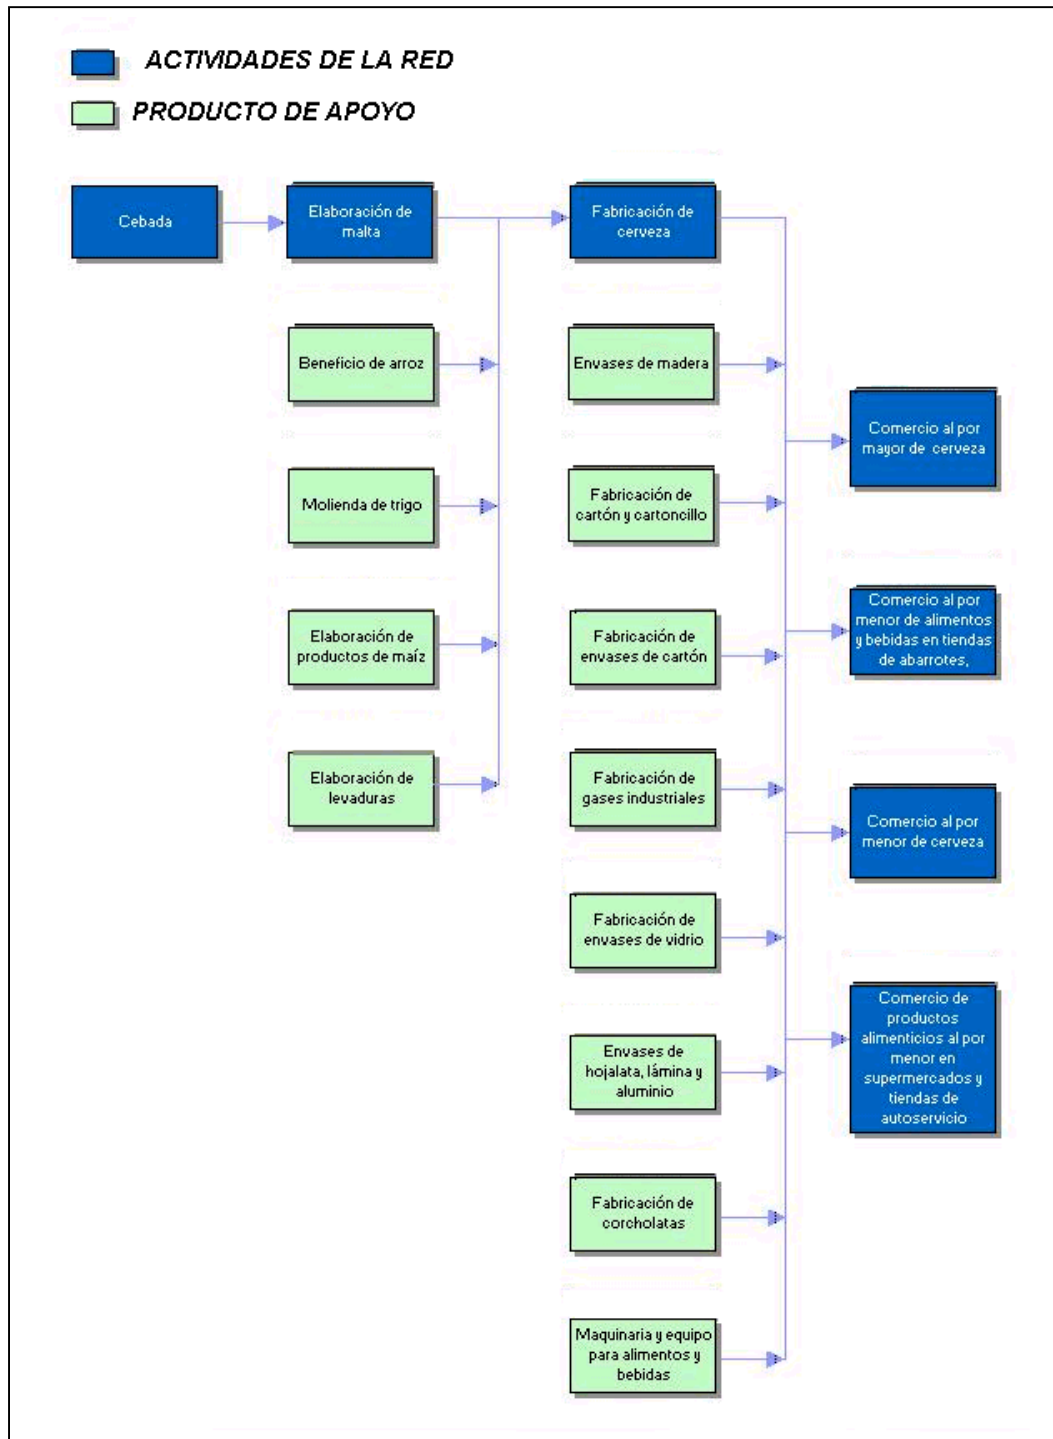 ACTIVIDADES DE LA RED
PRODUCTO DE APOYO
Cebada
Elaboración de
malta
Fabricación de
cerveza
Beneficio de arroz
Envases de madera
Comercio al por
mayor de cerveza
Molienda de trigo
Fabricación de
cartón y cartoncillo
Comercio al por
menor de alimentos
y bebidas en tiendas
de abarrotes,
Elaboración de
productos de maíz
Fabricación de
envases de cartón
Elaboración de
levaduras
Fabricación de
gases industriales
Comercio al por
menor de cerveza
Fabricación de
envases de vidrio
Comercio de
productos
alimenticios al por
menor en
supermercados y
tiendas de
autoservicio
Envases de
hojalata, lámina y
aluminio
Fabricación de
corcholatas
Maquinaria y equipo
para alimentos y
bebidas